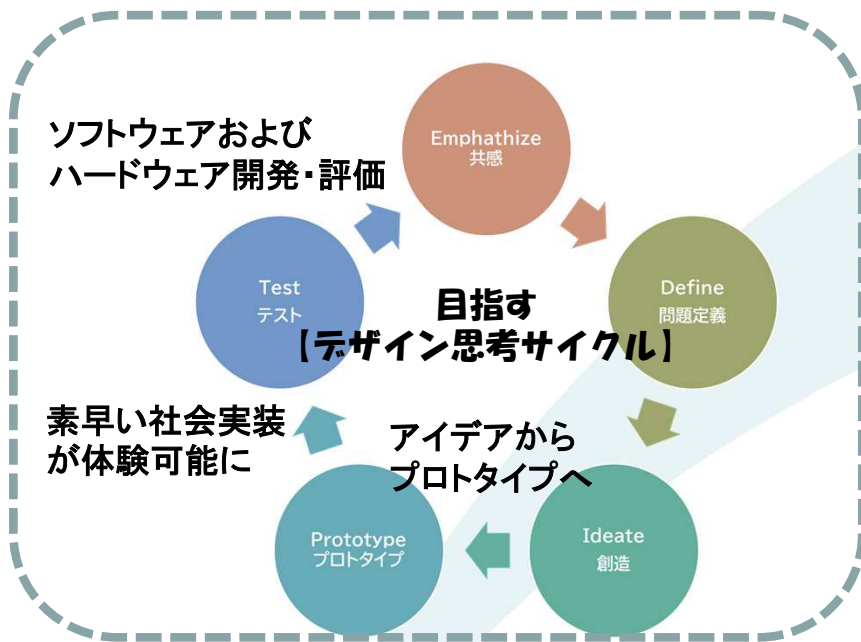 ソフトウェアおよび
ハードウェア開発・評価
Emphathize
共感
Test
テスト
目指す
【デザイン思考サイクル】
Define
問題定義
素早い社会実装
が体験可能に
アイデアから
プロトタイプへ
Prototype
プロトタイプ
Ideate
創造